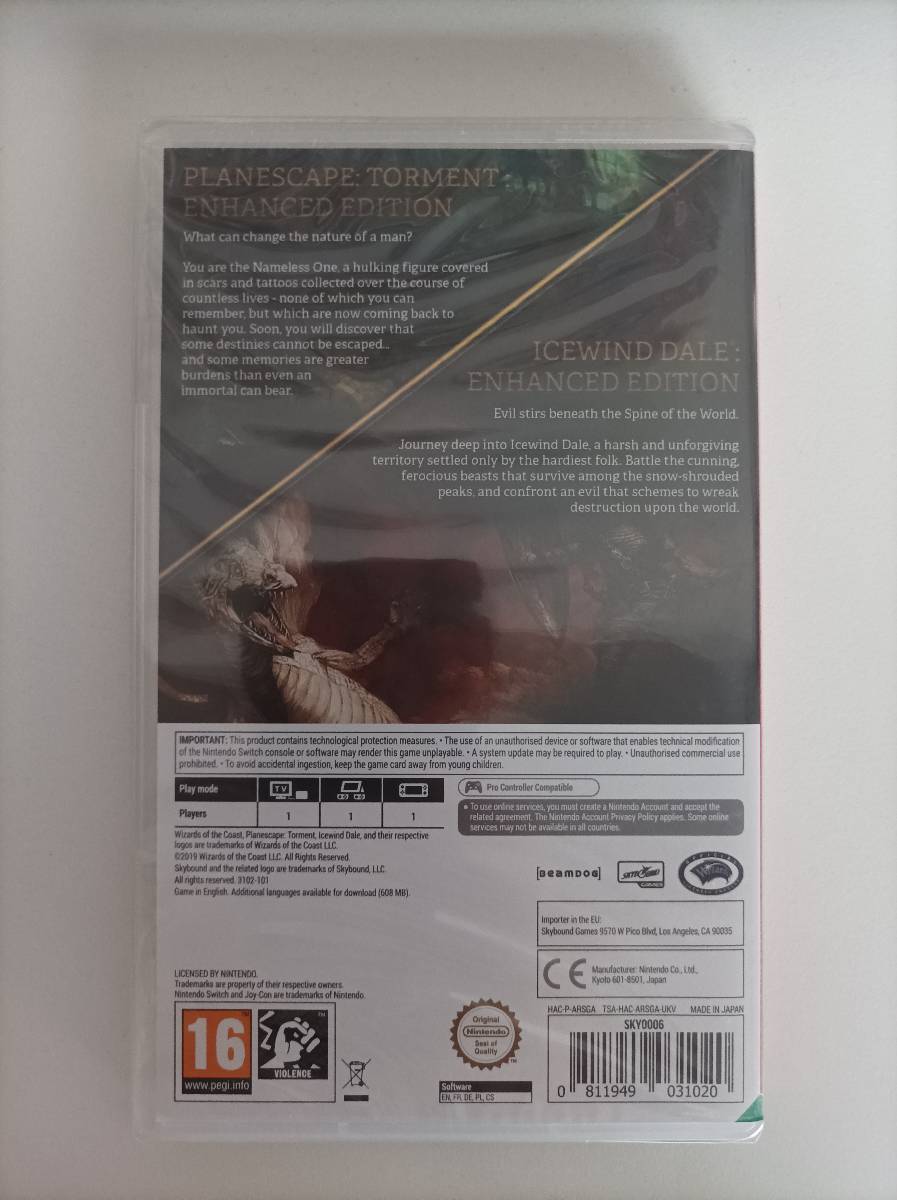 PLANESCAPE: TORMENT
ENHANCED EDITION
What can change the nature of a man?
You are the Nameless One, a hulking figure covered
in scars and tattoos collected over the course of
countless lives - none of which you can
remember, but which are now coming back to
haunt you. Soon, you will discover that
some destinies cannot be escaped...
and some memories are greater
burdens than even an
immortal can bear.
ICEWIND DALE:
ENHANCED EDITION
Evil stirs beneath the Spine of the World.
Journey deep into Icewind Dale, a harsh and unforgiving
territory settled only by the hardiest folk. Battle the cunning,
ferocious beasts that survive among the snow-shrouded
peaks, and confront an evil that schemes to wreak
destruction upon the world.
IMPORTANT: This product contains technological protection measures. • The use of an unauthorised device or software that enables technical modification
of the Nintendo Switch console or software may render this game unplayable. • A system update may be required to play. • Unauthorised commercial use
prohibited. • To avoid accidental ingestion, keep the game card away from young children.
Play mode TV
Players 1 1 1
Pro Controller Compatible
• To use online services, you must create a Nintendo Account and accept the
related agreement. The Nintendo Account Privacy Policy applies. Some online
services may not be available in all countries.
Wizards of the Coast, Planescape: Torment, Icewind Dale, and their respective
logos are trademarks of Wizards of the Coast LLC.
©2019 Wizards of the Coast LLC. All Rights Reserved.
Skybound and the related logo are trademarks of Skybound, LLC.
All rights reserved. 3102-101
Game in English. Additional languages available for download (608 MB).
[BeamDog]
SKYBOUND
GAMES
OFFICIAL
Wizards
Importer in the EU:
Skybound Games 9570 W Pico Blvd, Los Angeles, CA 90035
CE
Manufacturer: Nintendo Co., Ltd.,
Kyoto 601-8501, Japan
LICENSED BY NINTENDO.
Trademarks are property of their respective owners.
Nintendo Switch and Joy-Con are trademarks of Nintendo.
16
www.pegi.info
VIOLENCE
TM
Original
Nintendo
Seal of
Quality
TM
Software
EN, FR, DE, PL, CS
HAC-P-ARSGA TSA-HAC-ARSGA-UKV MADE IN JAPAN
SKY0006
0 811949 031020